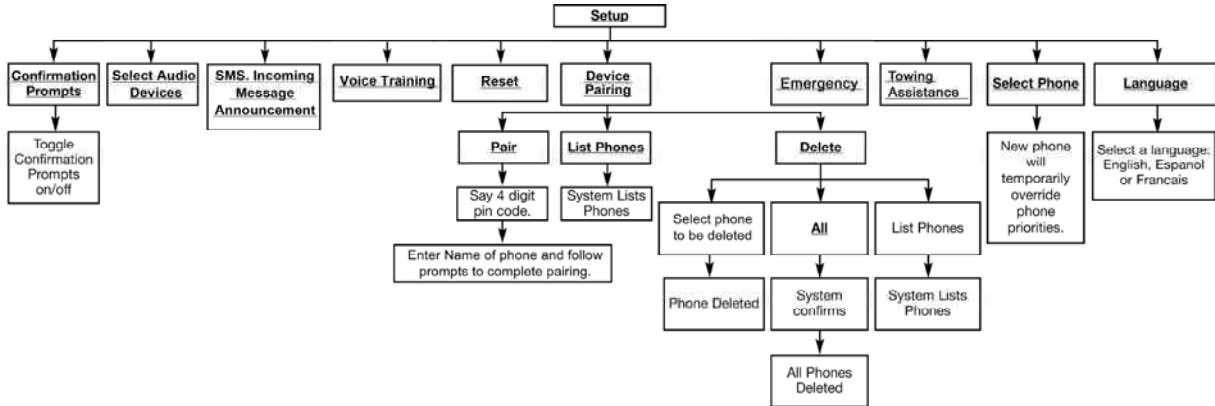 Setup
Confirmation
Prompts
Select Audio
Devices
SMS. Incoming
Message
Announcement
Voice Training
Reset
Device
Pairing
Emergency
Towing
Assistance
Select Phone
Language
Toggle
Confirmation
Prompts
on/off
Pair
List Phones
Delete
New phone
will
temporarily
override
phone
priorities.
Select a language:
English, Espanol
or Francais
Say 4 digit
pin code.
System Lists
Phones
Select phone
to be deleted
All
List Phones
Enter Name of phone and follow
prompts to complete pairing.
Phone Deleted
System
confirms
System Lists
Phones
All Phones
Deleted